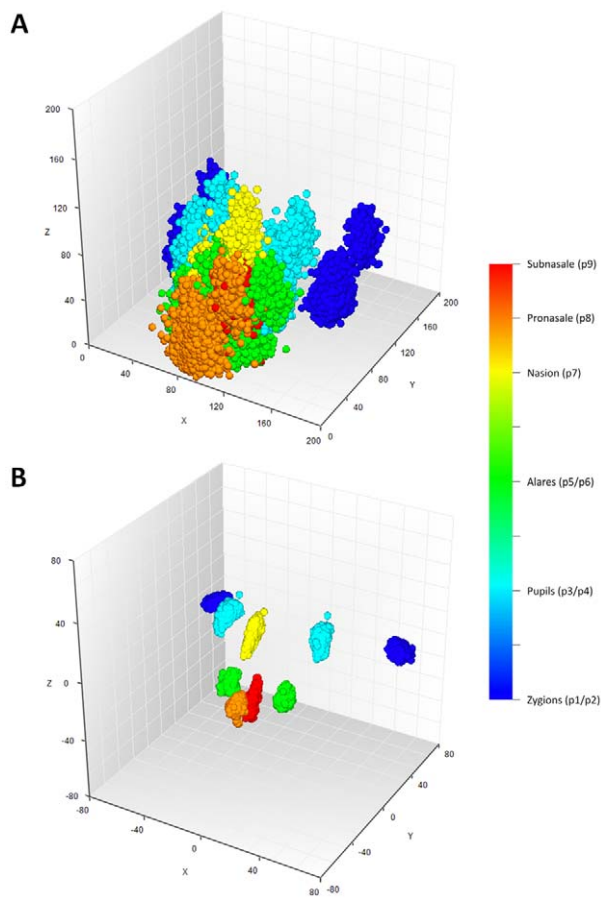 A
200
160
120
80
40
0
Z
0
40
80
120
160
200
X
0
40
80
120
160
200
Y
Subnasale (p9)
Pronasale (p8)
Nasion (p7)
Alares (p5/p6)
Pupils (p3/p4)
Zygions (p1/p2)
B
80
40
0
-40
-80
Z
-80
-40
0
40
80
X
-80
-40
0
40
80
Y